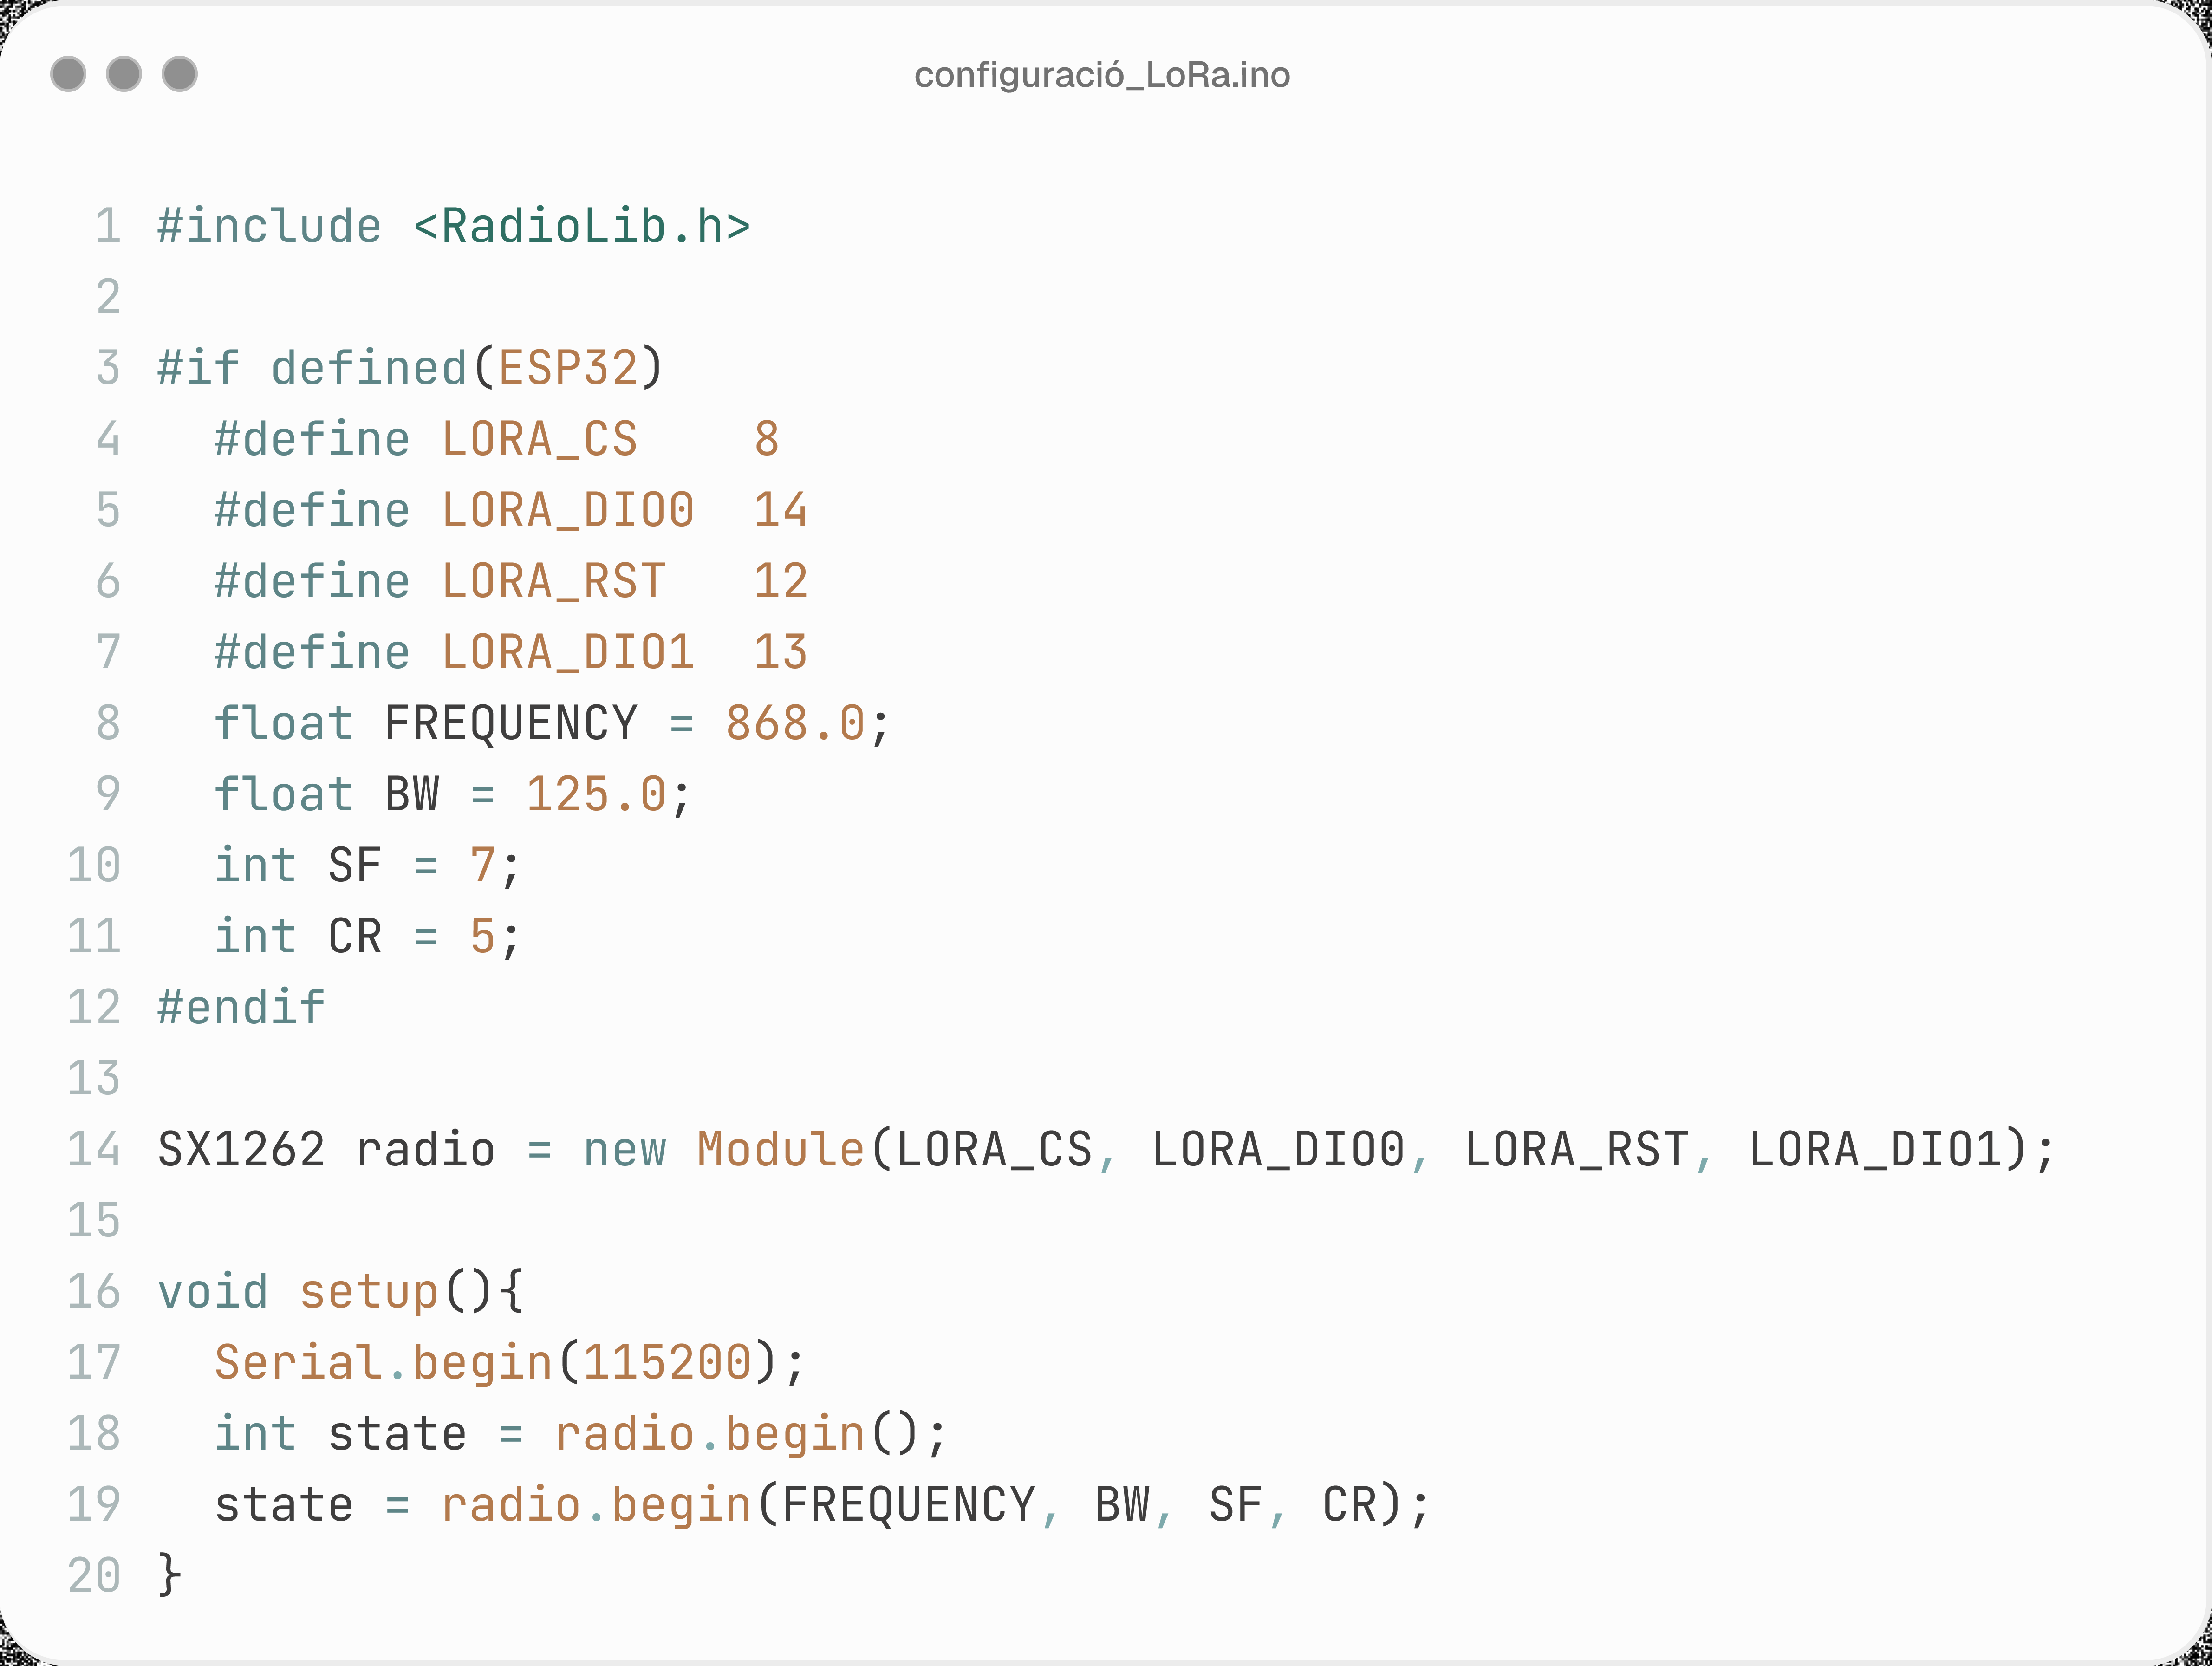 configuració_LoRa.ino
1 #include <RadioLib.h>
2
3 #if defined(ESP32)
4   #define LORA_CS    8
5   #define LORA_DIO0  14
6   #define LORA_RST   12
7   #define LORA_DIO1  13
8   float FREQUENCY = 868.0;
9   float BW = 125.0;
10   int SF = 7;
11   int CR = 5;
12 #endif
13
14 SX1262 radio = new Module(LORA_CS, LORA_DIO0, LORA_RST, LORA_DIO1);
15
16 void setup(){
17   Serial.begin(115200);
18   int state = radio.begin();
19   state = radio.begin(FREQUENCY, BW, SF, CR);
20 }